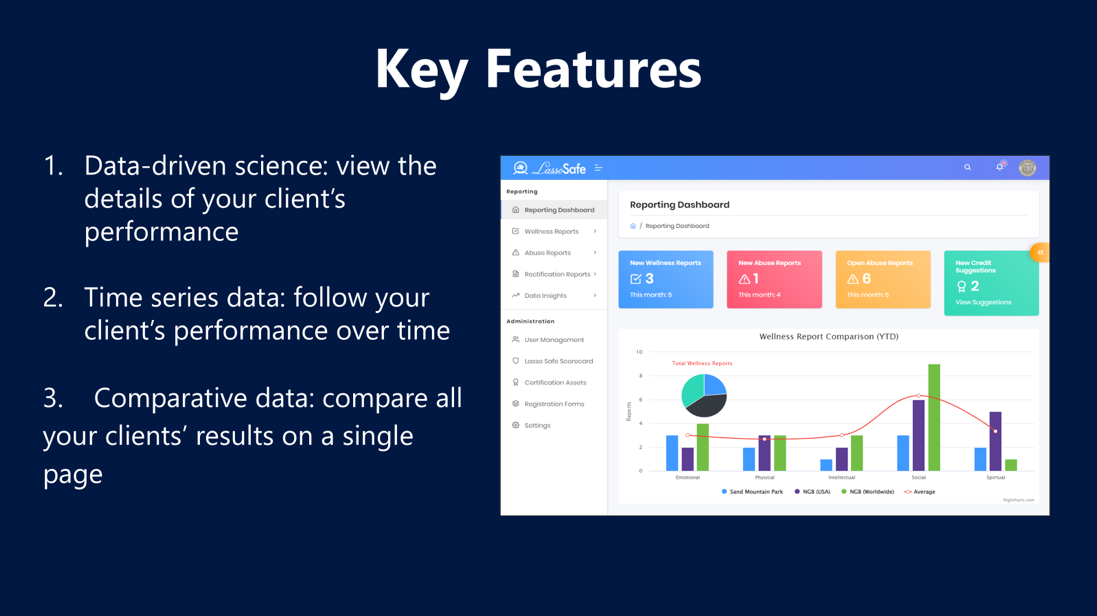 Key Features
1. Data-driven science: view the
details of your client's
performance
2. Time series data: follow your
client's performance over time
3. Comparative data: compare all
your clients' results on a single
page
LassoSafe
Reporting
Reporting Dashboard
Wellness Reports
Abuse Reports
Rectification Reports
Data Insights
Administration
User Management
Lasso Safe Scorecard
Certification Assets
Registration Forms
Settings
Reporting Dashboard
/ Reporting Dashboard
New Wellness Reports
3
This month: 5
New Abuse Reports
1
This month: 4
Open Abuse Reports
6
This month: 5
New Credit
Suggestions
2
View Suggestions
Wellness Report Comparison (YTD)
Total Wellness Reports
Reports
10
8
6
4
2
0
Emotional Physical Intellectual Social Spiritual
Sand Mountain Park NGB (USA) NGB (Worldwide) Average
Highcharts.com